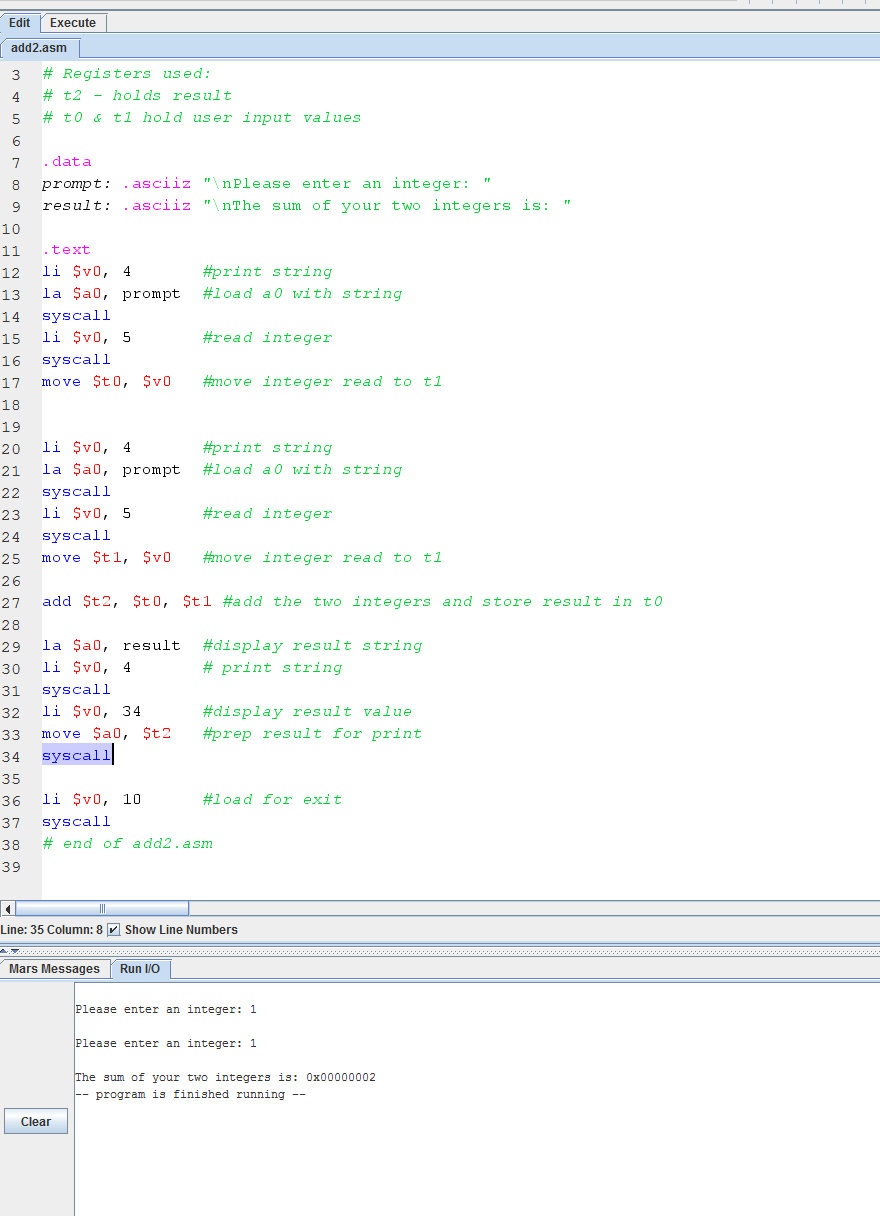 Edit Execute
add2.asm
3 # Registers used:
4 # t2 - holds result
5 # t0 & t1 hold user input values
6
7 .data
8 prompt: .asciiz "\nPlease enter an integer: "
9 result: .asciiz "\nThe sum of your two integers is: "
10
11 .text
12 li $v0, 4 #print string
13 la $a0, prompt #load a0 with string
14 syscall
15 li $v0, 5 #read integer
16 syscall
17 move $t0, $v0 #move integer read to t1
18
19
20 li $v0, 4 #print string
21 la $a0, prompt #load a0 with string
22 syscall
23 li $v0, 5 #read integer
24 syscall
25 move $t1, $v0 #move integer read to t1
26
27 add $t2, $t0, $t1 #add the two integers and store result in t0
28
29 la $a0, result #display result string
30 li $v0, 4 # print string
31 syscall
32 li $v0, 34 #display result value
33 move $a0, $t2 #prep result for print
34 syscall
35
36 li $v0, 10 #load for exit
37 syscall
38 # end of add2.asm
39
Line: 35 Column: 8 Show Line Numbers
Mars Messages Run I/O
Please enter an integer: 1
Please enter an integer: 1
The sum of your two integers is: 0x00000002
-- program is finished running --
Clear